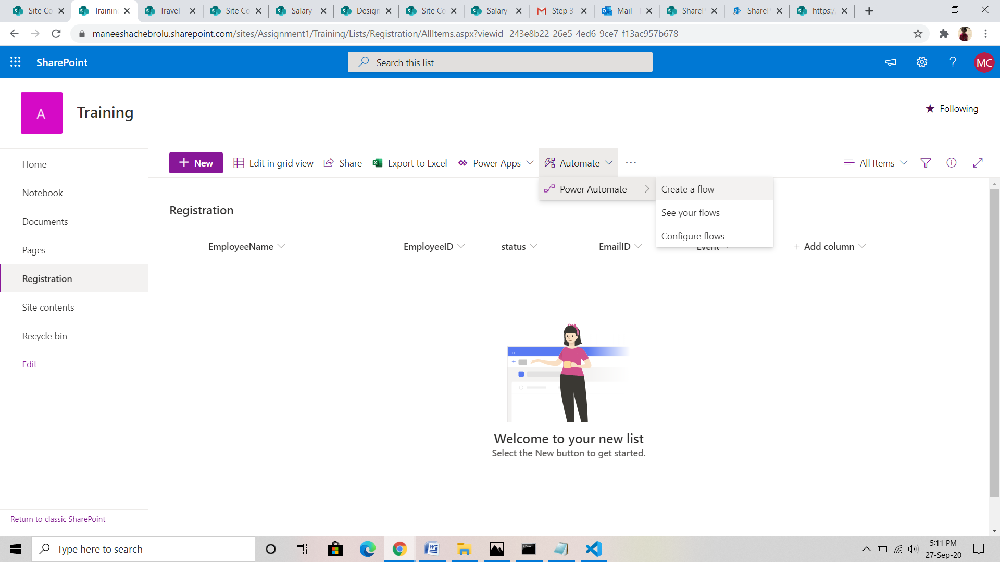 Site Co
Trainin
Travel -
Site Co
Salary
Design
Site Co
Salary
Step 3
Mail -
ShareP
ShareP
https:/
maneeshachebrolu.sharepoint.com/sites/Assignment1/Training/Lists/Registration/AllItems.aspx?viewid=243e8b22-26e5-4ed6-9ce7-f13ac957b678
SharePoint
Search this list
MC
A
Training
Following
New
Edit in grid view
Share
Export to Excel
Power Apps
Automate
All Items
Power Automate
Create a flow
See your flows
Configure flows
Home
Notebook
Documents
Pages
Registration
Site contents
Recycle bin
Edit
Registration
EmployeeName
EmployeeID
status
EmailID
Event
Add column
Welcome to your new list
Select the New button to get started.
Return to classic SharePoint
Type here to search
5:11 PM
27-Sep-20